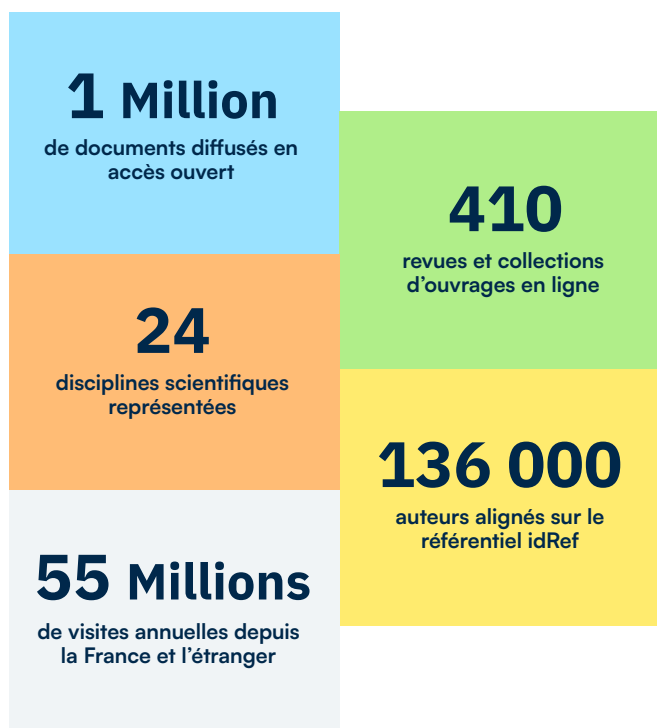 1 Million
de documents diffusés en
accès ouvert
410
revues et collections
d’ouvrages en ligne
24
disciplines scientifiques
représentées
136 000
auteurs alignés sur le
référentiel idRef
55 Millions
de visites annuelles depuis
la France et l’étranger